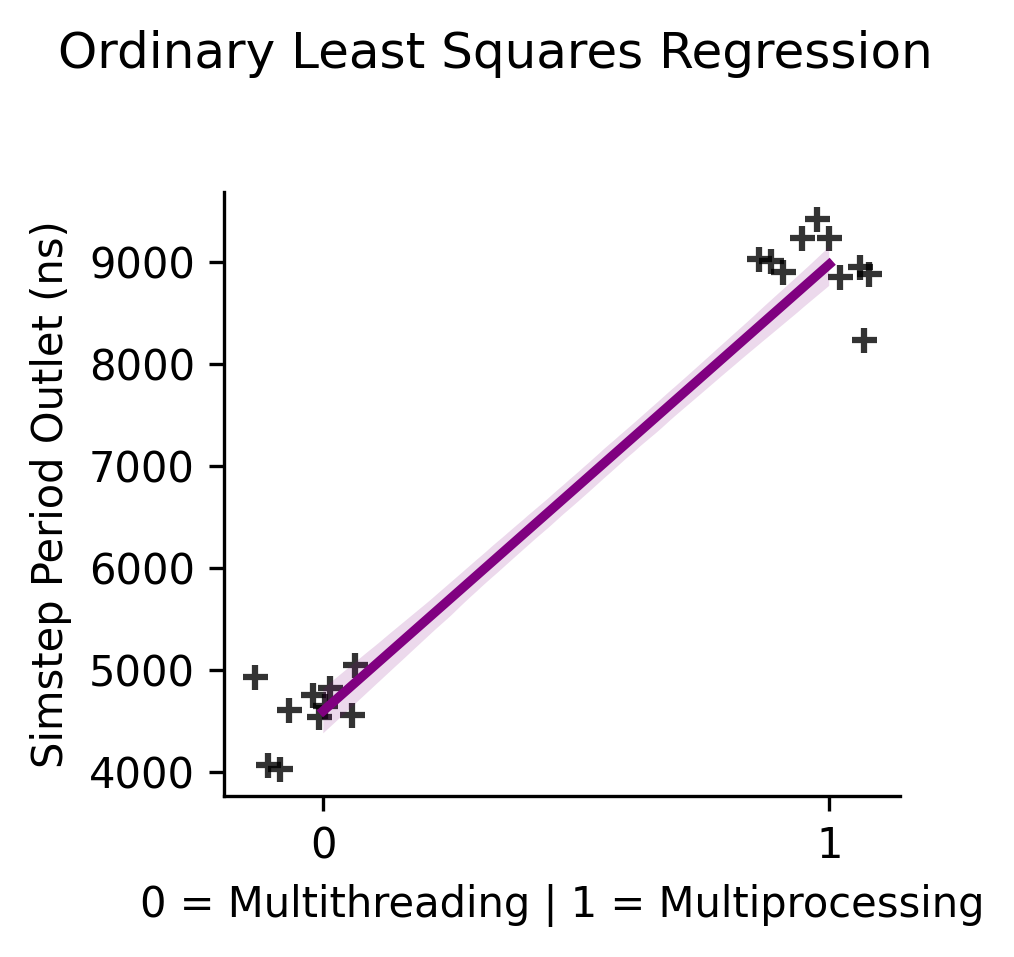 Ordinary Least Squares Regression
Simstep Period Outlet (ns)
9000
8000
7000
6000
5000
4000
0
1
0 = Multithreading | 1 = Multiprocessing